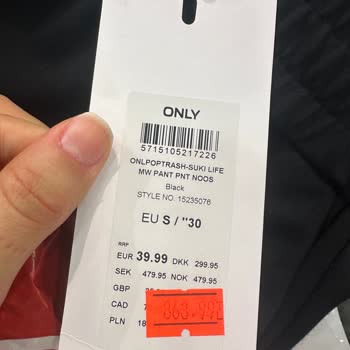 ONLY
5715105217226
ONLPOPTRASH-SUKI LIFE
MW PANT PNT NOOS
Black
STYLE NO. 15235076
EU S / "30
RRP
EUR 39.99 DKK 299.95
SEK 479.95 NOK 479.95
GBP
CAD
PLN